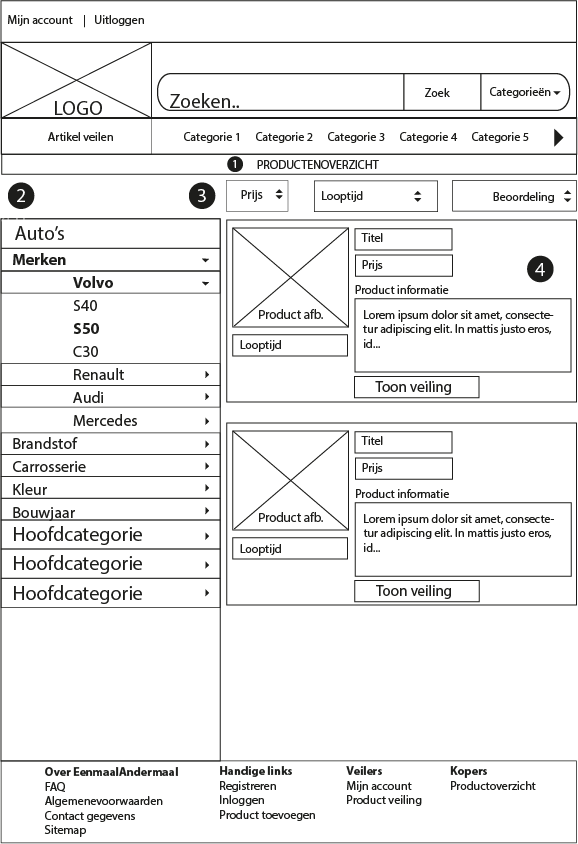 Mijn account | Uitloggen
LOGO
Zoeken..
Zoek
Categorieën
Artikel veilen
Categorie 1 Categorie 2 Categorie 3 Categorie 4 Categorie 5
1 PRODUCTENOVERZICHT
2
3
Prijs
Looptijd
Beoordeling
Auto's
Merken
Volvo
S40
S50
C30
Renault
Audi
Mercedes
Brandstof
Carrosserie
Kleur
Bouwjaar
Hoofdcategorie
Hoofdcategorie
Hoofdcategorie
Product afb.
Looptijd
Titel
Prijs
4
Product informatie
Lorem ipsum dolor sit amet, consecte-
tur adipiscing elit. In mattis justo eros,
id...
Toon veiling
Product afb.
Looptijd
Titel
Prijs
Product informatie
Lorem ipsum dolor sit amet, consecte-
tur adipiscing elit. In mattis justo eros,
id...
Toon veiling
Over EenmaalAndermaal
FAQ
Algemenevoorwaarden
Contact gegevens
Sitemap
Handige links
Registreren
Inloggen
Product toevoegen
Veilers
Mijn account
Product veiling
Kopers
Productoverzicht